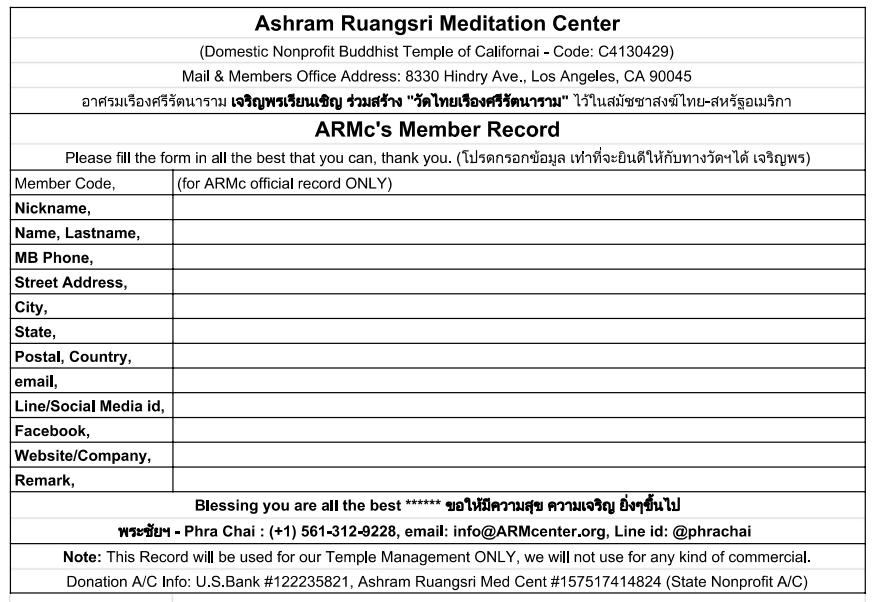 Ashram Ruangsri Meditation Center
(Domestic Nonprofit Buddhist Temple of Californai - Code: C4130429)
Mail & Members Office Address: 8330 Hindry Ave., Los Angeles, CA 90045
อาศรมเรืองศรีรัตนาราม เจริญพรเรียนเชิญ ร่วมสร้าง "วัดไทยเรืองศรีรัตนาราม" ไว้ในสมัชชาสงฆ์ไทย-สหรัฐอเมริกา
ARMc's Member Record
Please fill the form in all the best that you can, thank you. (โปรดกรอกข้อมูล เท่าที่จะยินดีให้กับทางวัดฯได้ เจริญพร)
Member Code, (for ARMc official record ONLY)
Nickname,
Name, Lastname,
MB Phone,
Street Address,
City,
State,
Postal, Country,
email,
Line/Social Media id,
Facebook,
Website/Company,
Remark,
Blessing you are all the best ****** ขอให้มีความสุข ความเจริญ ยิ่งๆขึ้นไป
พระชัยฯ - Phra Chai : (+1) 561-312-9228, email: info@ARMcenter.org, Line id: @phrachai
Note: This Record will be used for our Temple Management ONLY, we will not use for any kind of commercial.
Donation A/C Info: U.S.Bank #122235821, Ashram Ruangsri Med Cent #157517414824 (State Nonprofit A/C)